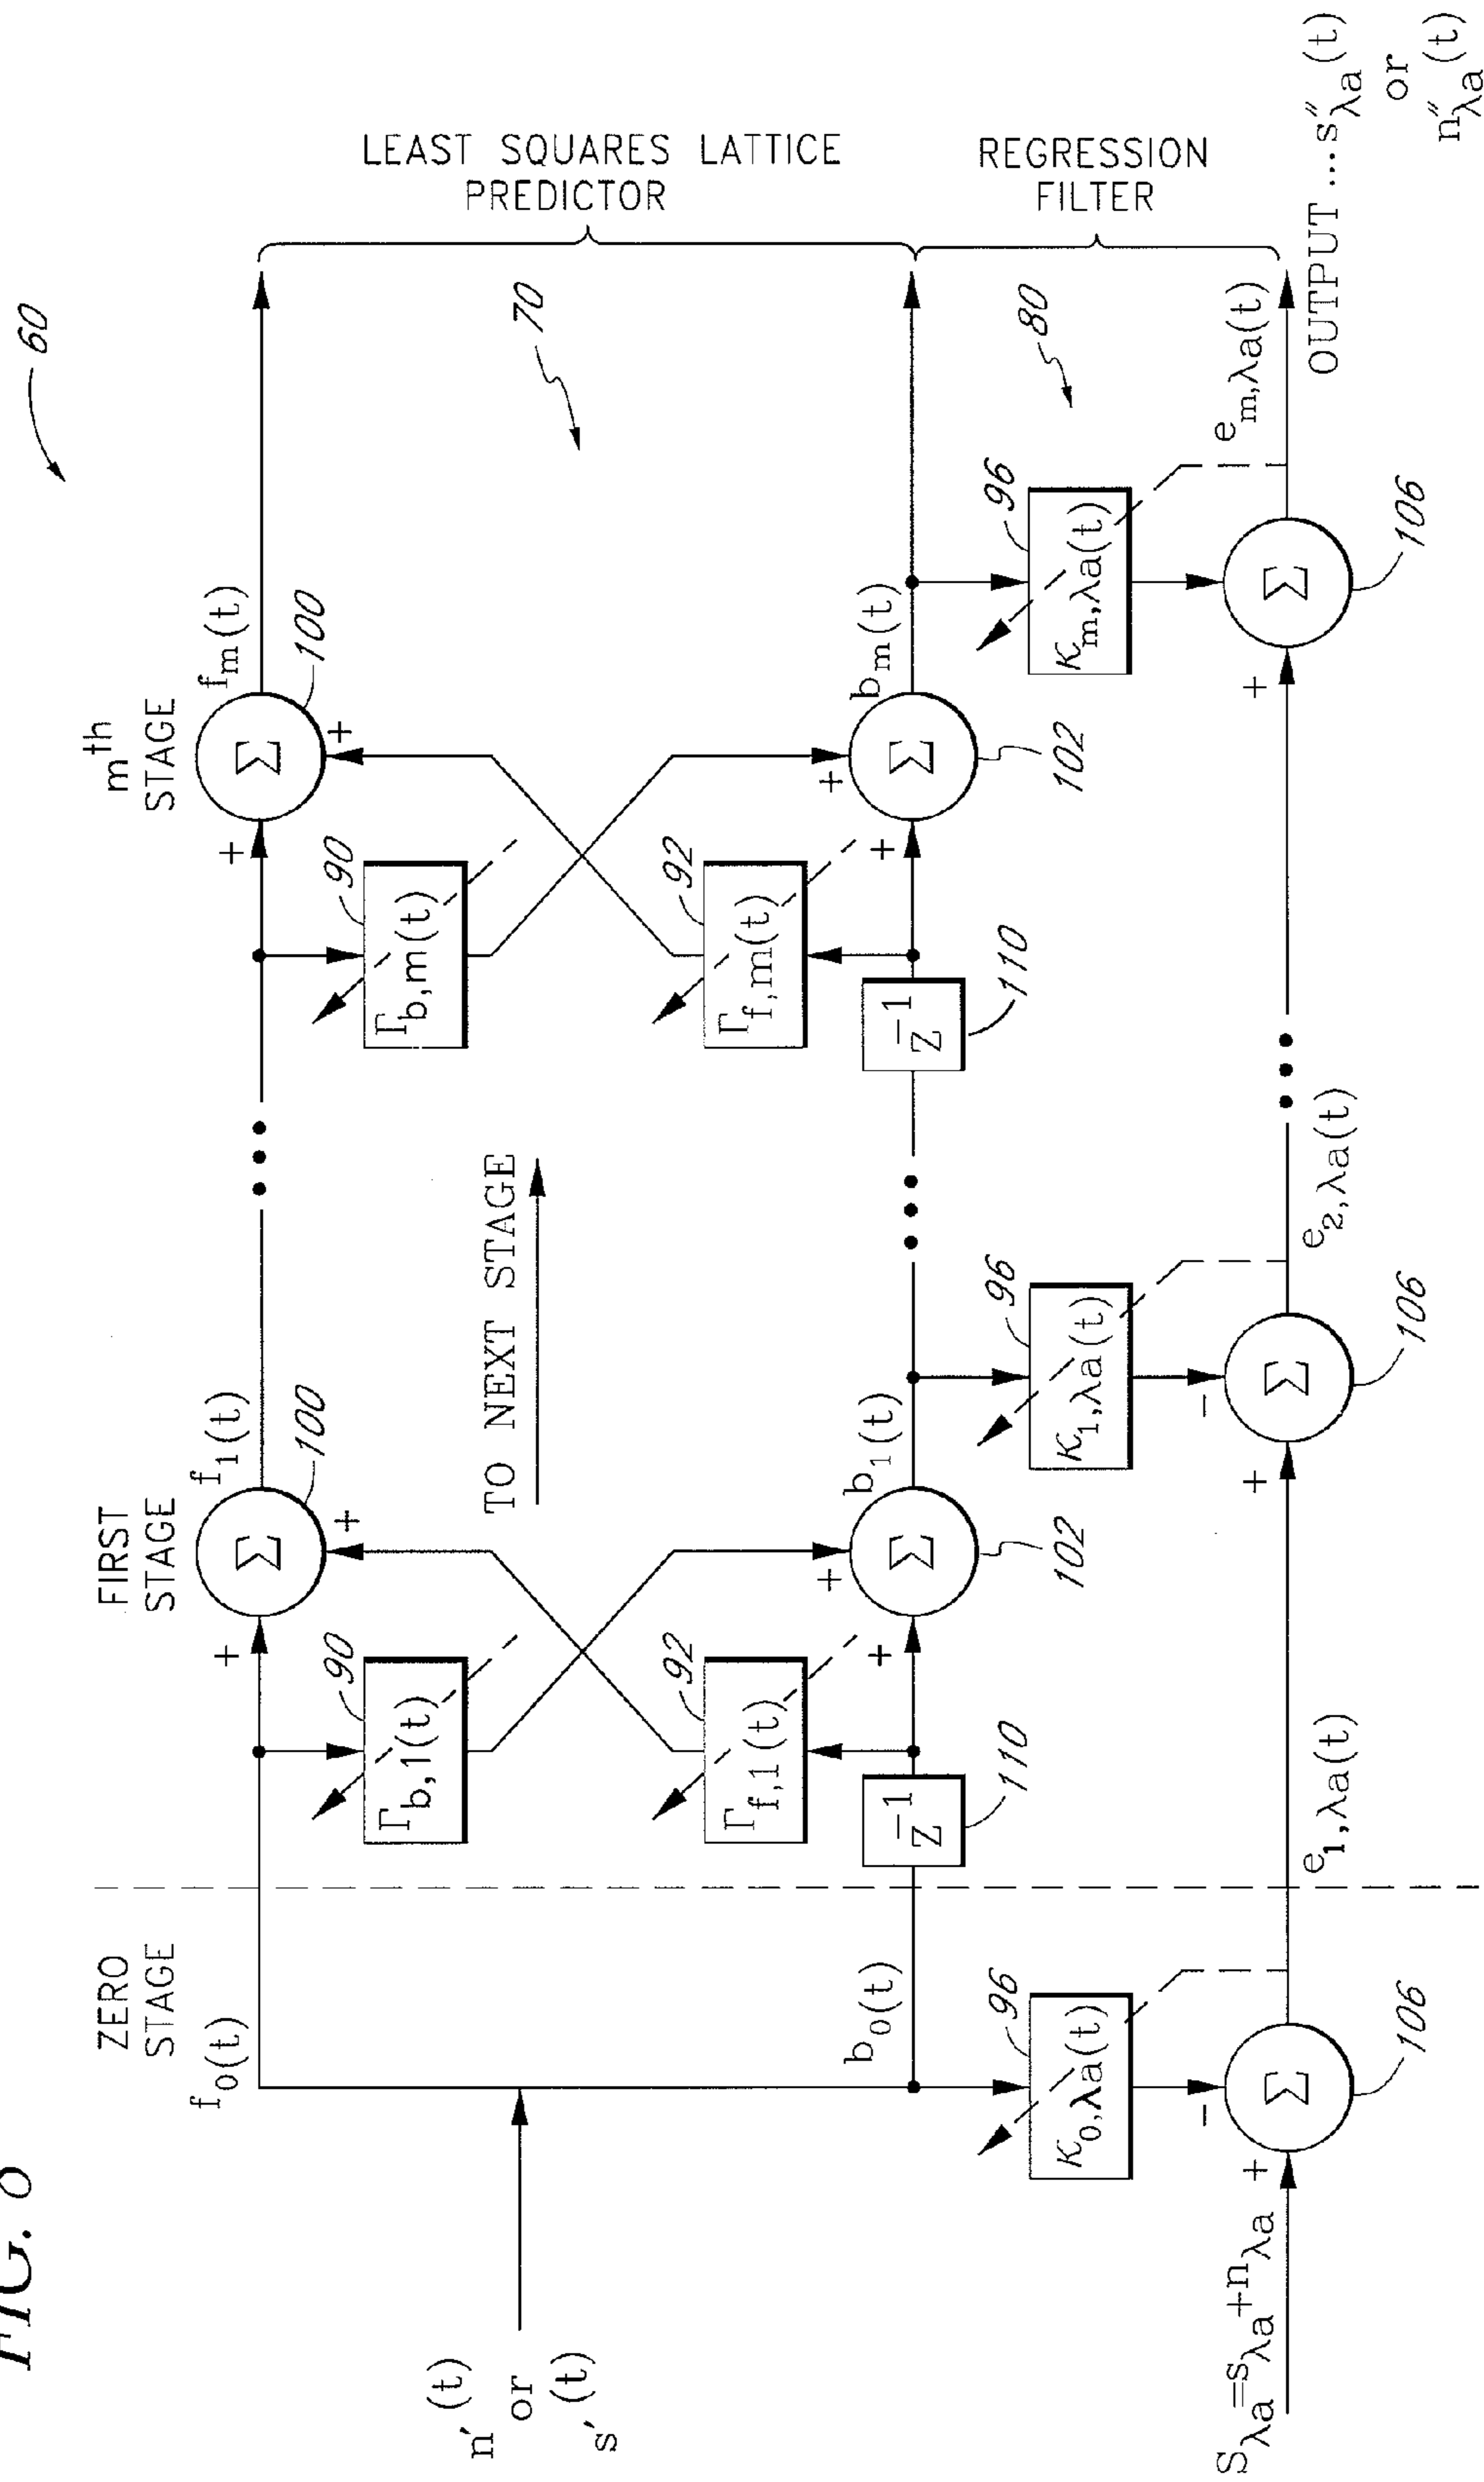 FIG. 8
60
ZERO
STAGE
FIRST
STAGE
mth
STAGE
f0(t)
f1(t)
fm(t)
100
100
LEAST SQUARES LATTICE
PREDICTOR
+
+
+
+
90
Γb,1(t)
90
Γb,m(t)
Σ
Σ
n'(t)
or
s'(t)
TO NEXT STAGE
70
92
Γf,1(t)
92
Γf,m(t)
b0(t)
b1(t)
bm(t)
+
+
+
+
z-1
Σ
z-1
Σ
110
102
110
102
REGRESSION
FILTER
96
κ0,λa(t)
96
κ1,λa(t)
96
κm,λa(t)
80
-
-
Sλa=sλa+nλa
+
Σ
+
Σ
+
Σ
e1,λa(t)
e2,λa(t)
em,λa(t)
106
106
106
OUTPUT ... s"λa(t)
or
n"λa(t)